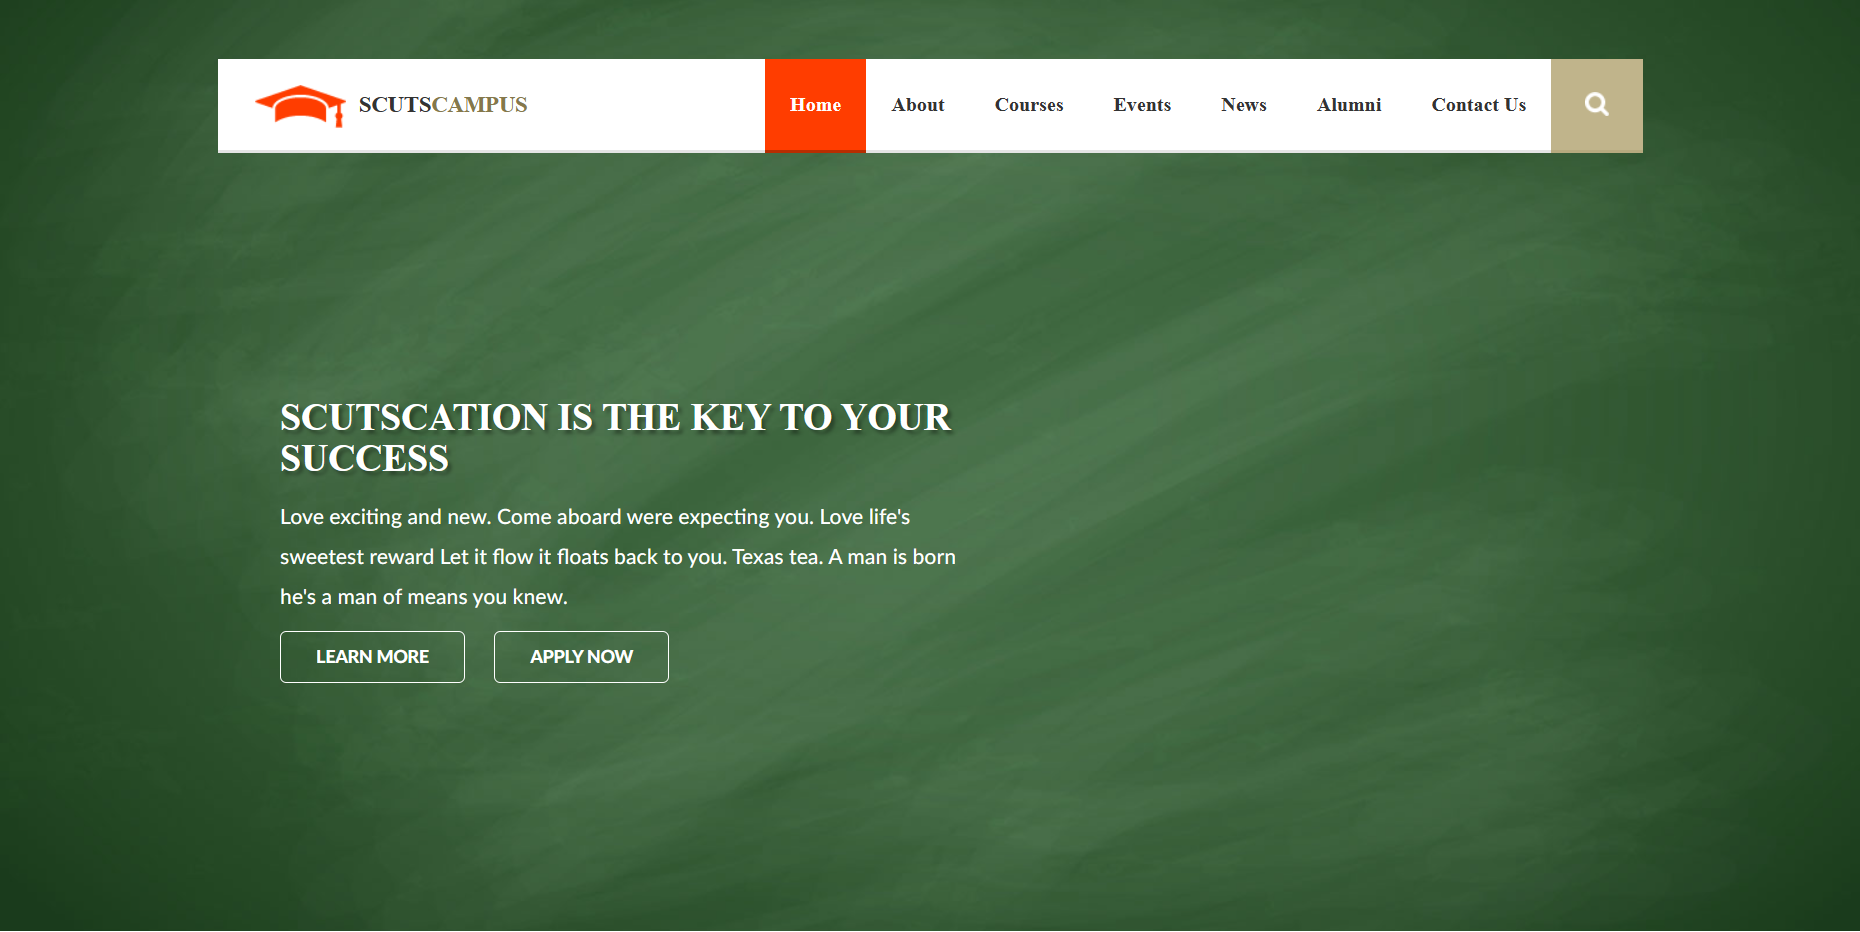 SCUTSCAMPUS
Home About Courses Events News Alumni Contact Us
SCUTSCATION IS THE KEY TO YOUR
SUCCESS
Love exciting and new. Come aboard were expecting you. Love life's
sweetest reward Let it flow it floats back to you. Texas tea. A man is born
he's a man of means you knew.
LEARN MORE APPLY NOW